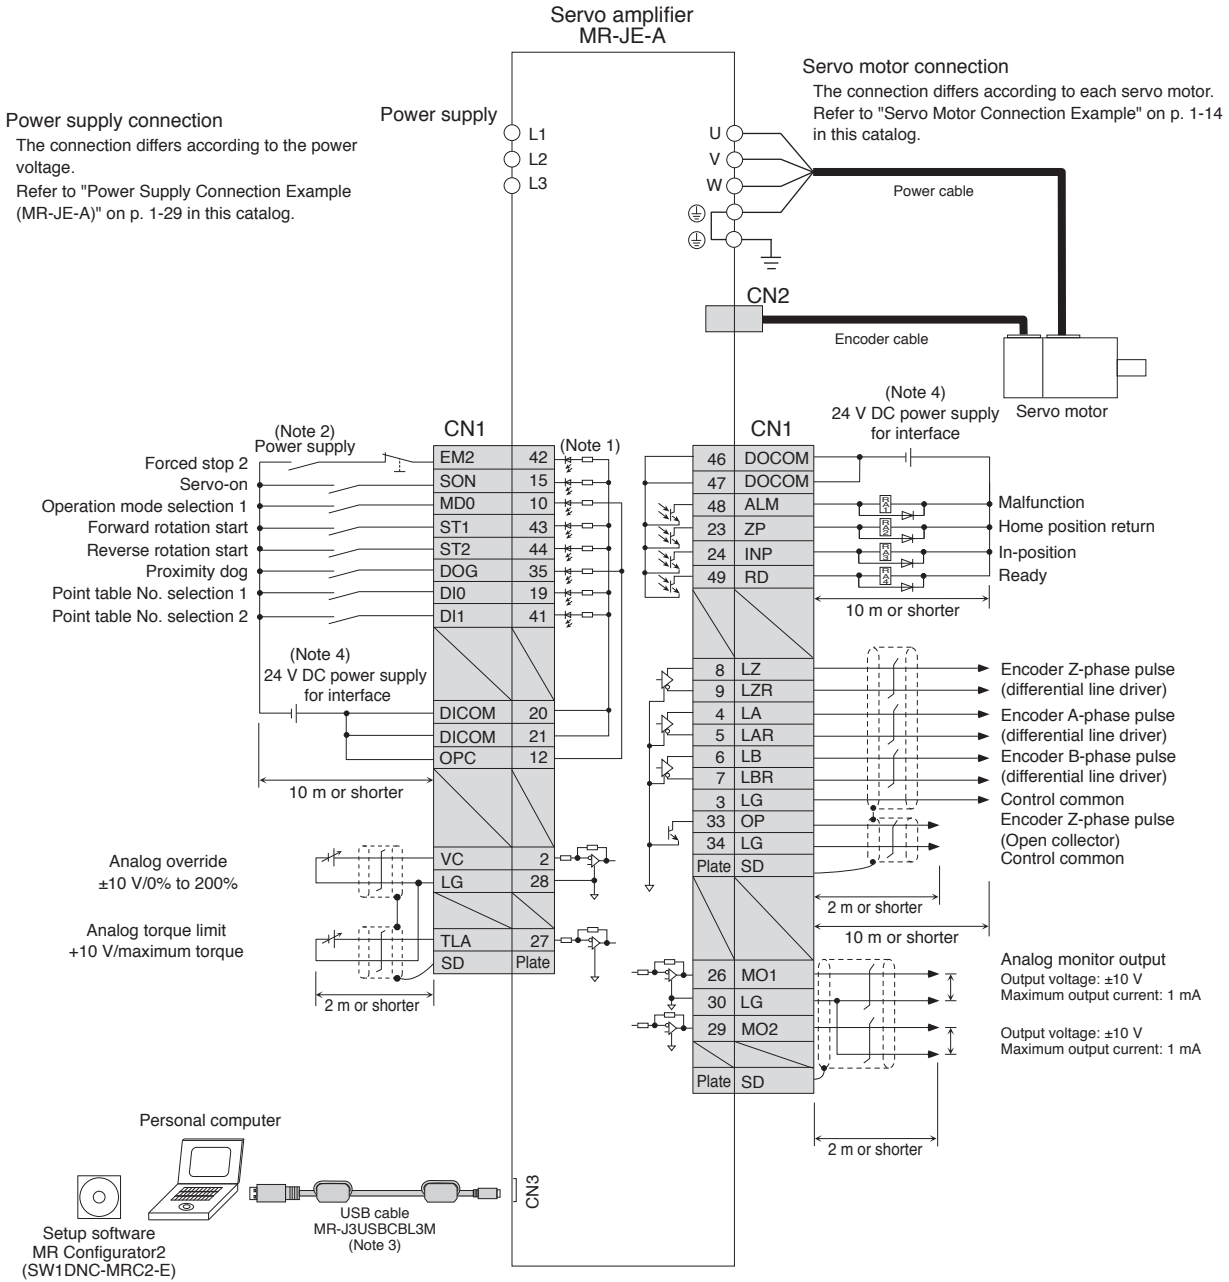 Servo amplifier
MR-JE-A
Servo motor connection
The connection differs according to each servo motor.
Refer to "Servo Motor Connection Example" on p. 1-14
in this catalog.
Power supply connection
The connection differs according to the power
voltage.
Refer to "Power Supply Connection Example
(MR-JE-A)" on p. 1-29 in this catalog.
Power supply
L1
L2
L3
U
V
W
Power cable
CN2
Encoder cable
Servo motor
(Note 4)
24 V DC power supply
for interface
(Note 2)
Power supply
CN1
(Note 1)
Forced stop 2
EM2 42
Servo-on
SON 15
Operation mode selection 1
MD0 10
Forward rotation start
ST1 43
Reverse rotation start
ST2 44
Proximity dog
DOG 35
Point table No. selection 1
DI0 19
Point table No. selection 2
DI1 41
(Note 4)
24 V DC power supply
for interface
DICOM 20
DICOM 21
OPC 12
10 m or shorter
Analog override
±10 V/0% to 200%
VC 2
LG 28
Analog torque limit
+10 V/maximum torque
TLA 27
SD Plate
2 m or shorter
CN1
46 DOCOM
47 DOCOM
48 ALM RA1 Malfunction
23 ZP RA2 Home position return
24 INP RA3 In-position
49 RD RA4 Ready
10 m or shorter
8 LZ Encoder Z-phase pulse
9 LZR (differential line driver)
4 LA Encoder A-phase pulse
5 LAR (differential line driver)
6 LB Encoder B-phase pulse
7 LBR (differential line driver)
3 LG Control common
33 OP Encoder Z-phase pulse
(Open collector)
34 LG Control common
Plate SD
2 m or shorter
10 m or shorter
Analog monitor output
26 MO1 Output voltage: ±10 V
Maximum output current: 1 mA
30 LG
29 MO2 Output voltage: ±10 V
Maximum output current: 1 mA
Plate SD
2 m or shorter
Personal computer
CN3
USB cable
MR-J3USBCBL3M
(Note 3)
Setup software
MR Configurator2
(SW1DNC-MRC2-E)